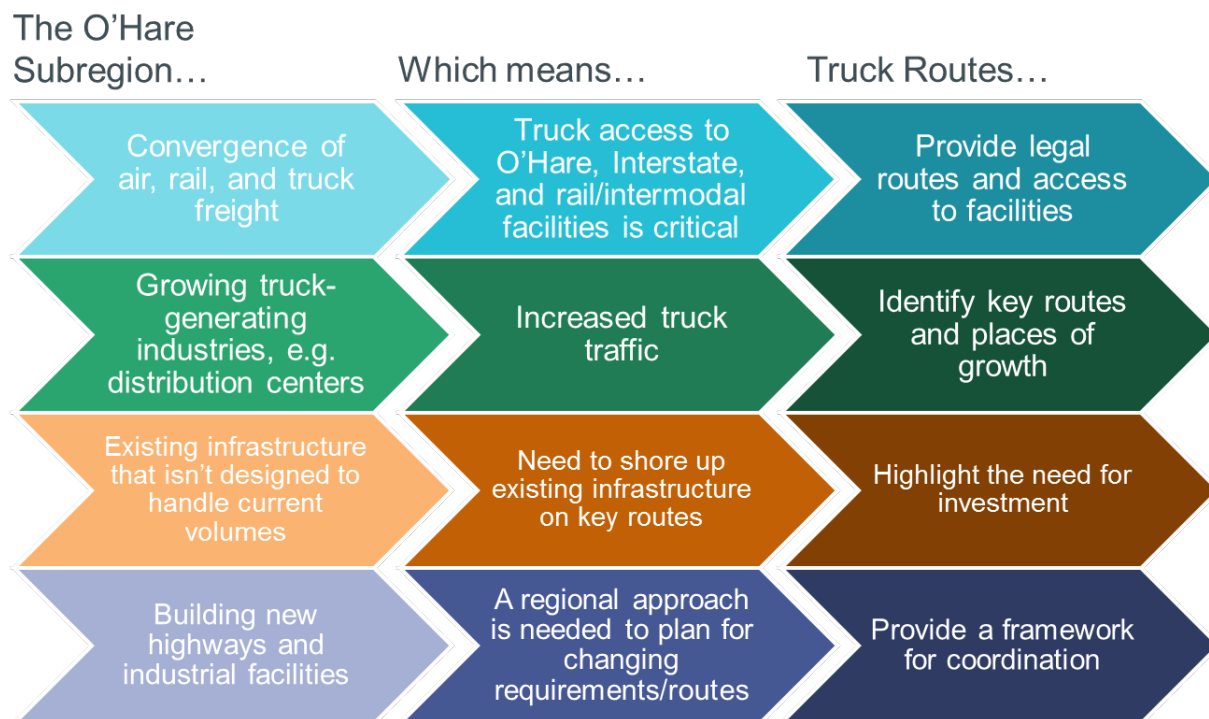 The O’Hare
Subregion…
Which means…
Truck Routes…
Convergence of
air, rail, and truck
freight
Truck access to
O’Hare, Interstate,
and rail/intermodal
facilities is critical
Provide legal
routes and access
to facilities
Growing truck-
generating
industries, e.g.
distribution centers
Increased truck
traffic
Identify key routes
and places of
growth
Existing infrastructure
that isn’t designed to
handle current
volumes
Need to shore up
existing infrastructure
on key routes
Highlight the need for
investment
Building new
highways and
industrial facilities
A regional approach
is needed to plan for
changing
requirements/routes
Provide a framework
for coordination